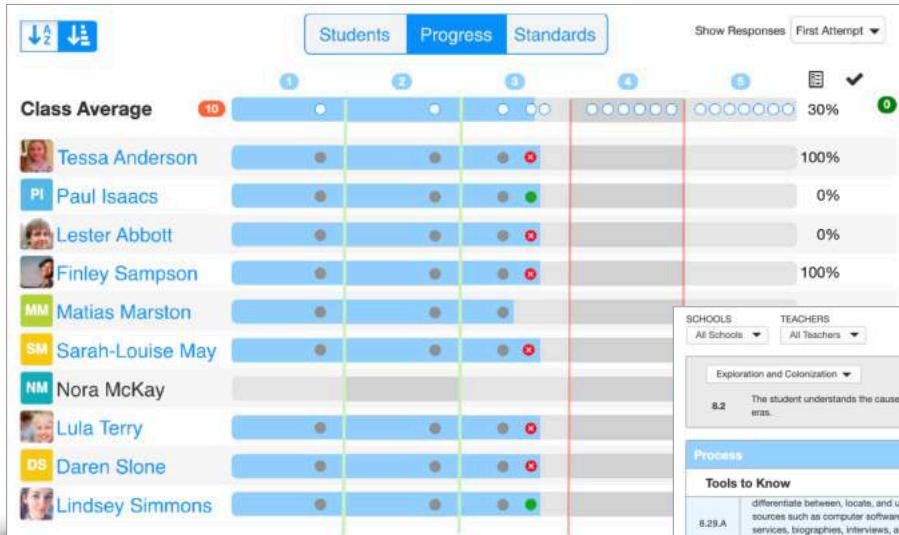 A
Z
Students
Progress
Standards
Show Responses
First Attempt
1
2
3
4
5
Class Average
10
30%
0
Tessa Anderson
100%
PI
Paul Isaacs
0%
Lester Abbott
0%
Finley Sampson
100%
MM
Matias Marston
SM
Sarah-Louise May
NM
Nora McKay
Lula Terry
DS
Daren Slone
Lindsey Simmons
SCHOOLS
TEACHERS
All Schools
All Teachers
Exploration and Colonization
8.2
The student understands the cause
eras.
Process
Tools to Know
8.29.A
differentiate between, locate, and u
sources such as computer software
services, biographies, interviews, a